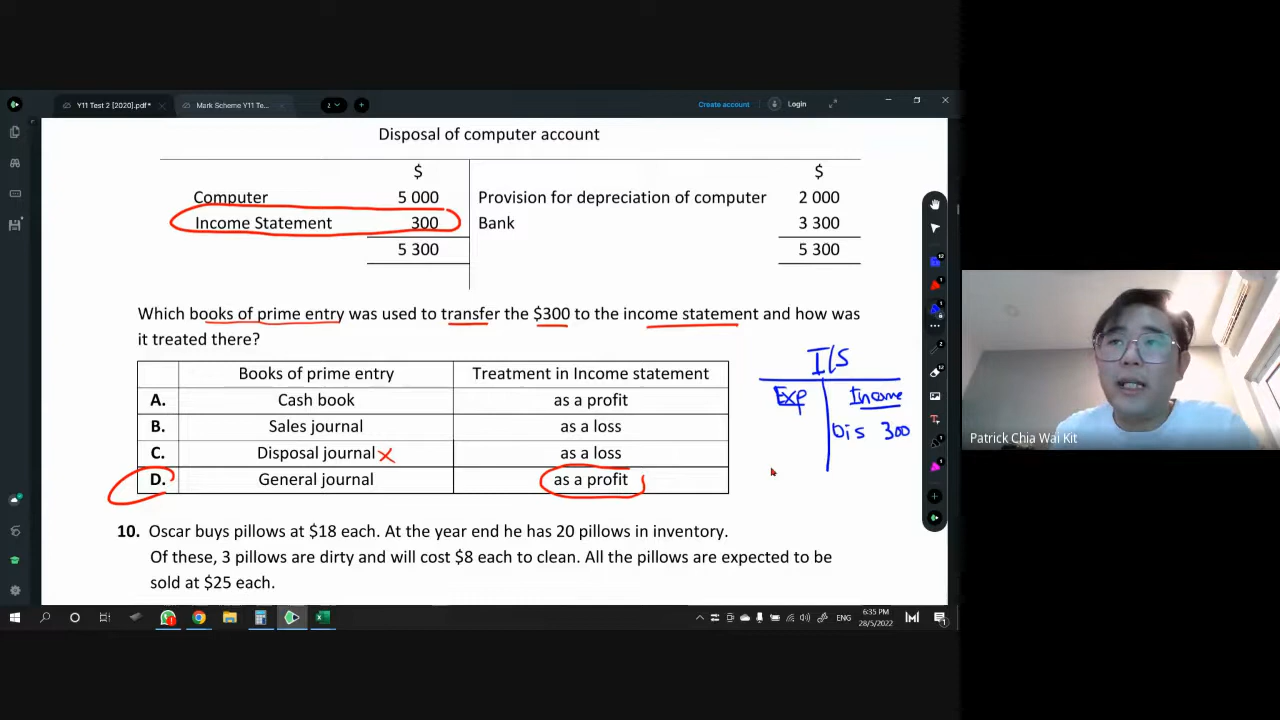 Y11 Test 2 [2020].pdf*
Mark Scheme Y11 Te...
2
Create account
Login
Disposal of computer account
$ $
Computer 5 000 Provision for depreciation of computer 2 000
Income Statement 300 Bank 3 300
5 300 5 300
Which books of prime entry was used to transfer the $300 to the income statement and how was
it treated there?
Books of prime entry Treatment in Income statement
A. Cash book as a profit
B. Sales journal as a loss
C. Disposal journal x as a loss
D. General journal as a profit
I/S
Exp Income
Dis 300
10. Oscar buys pillows at $18 each. At the year end he has 20 pillows in inventory.
Of these, 3 pillows are dirty and will cost $8 each to clean. All the pillows are expected to be
sold at $25 each.
Patrick Chia Wai Kit
ENG
6:35 PM
28/5/2022